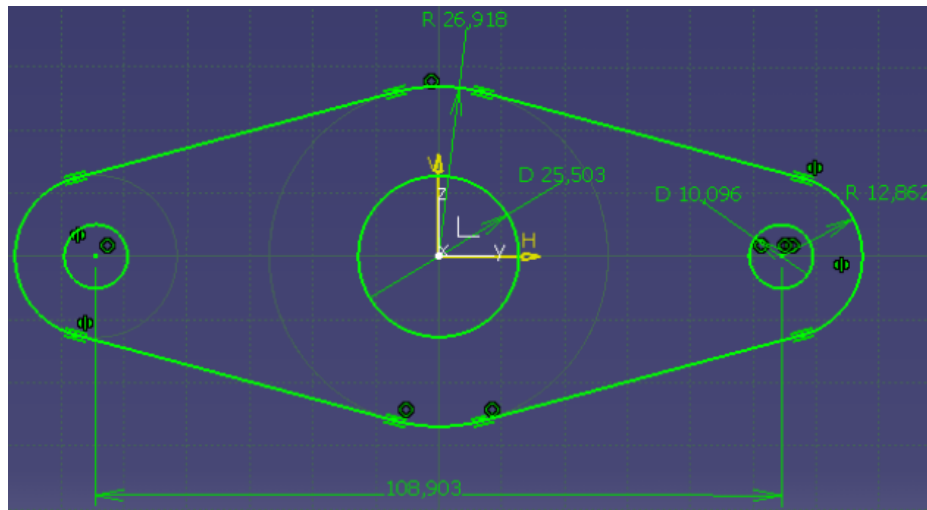 R 26,918
V
D 25,503
D 10,096
R 12,862
Z
H
X
Y
108,903